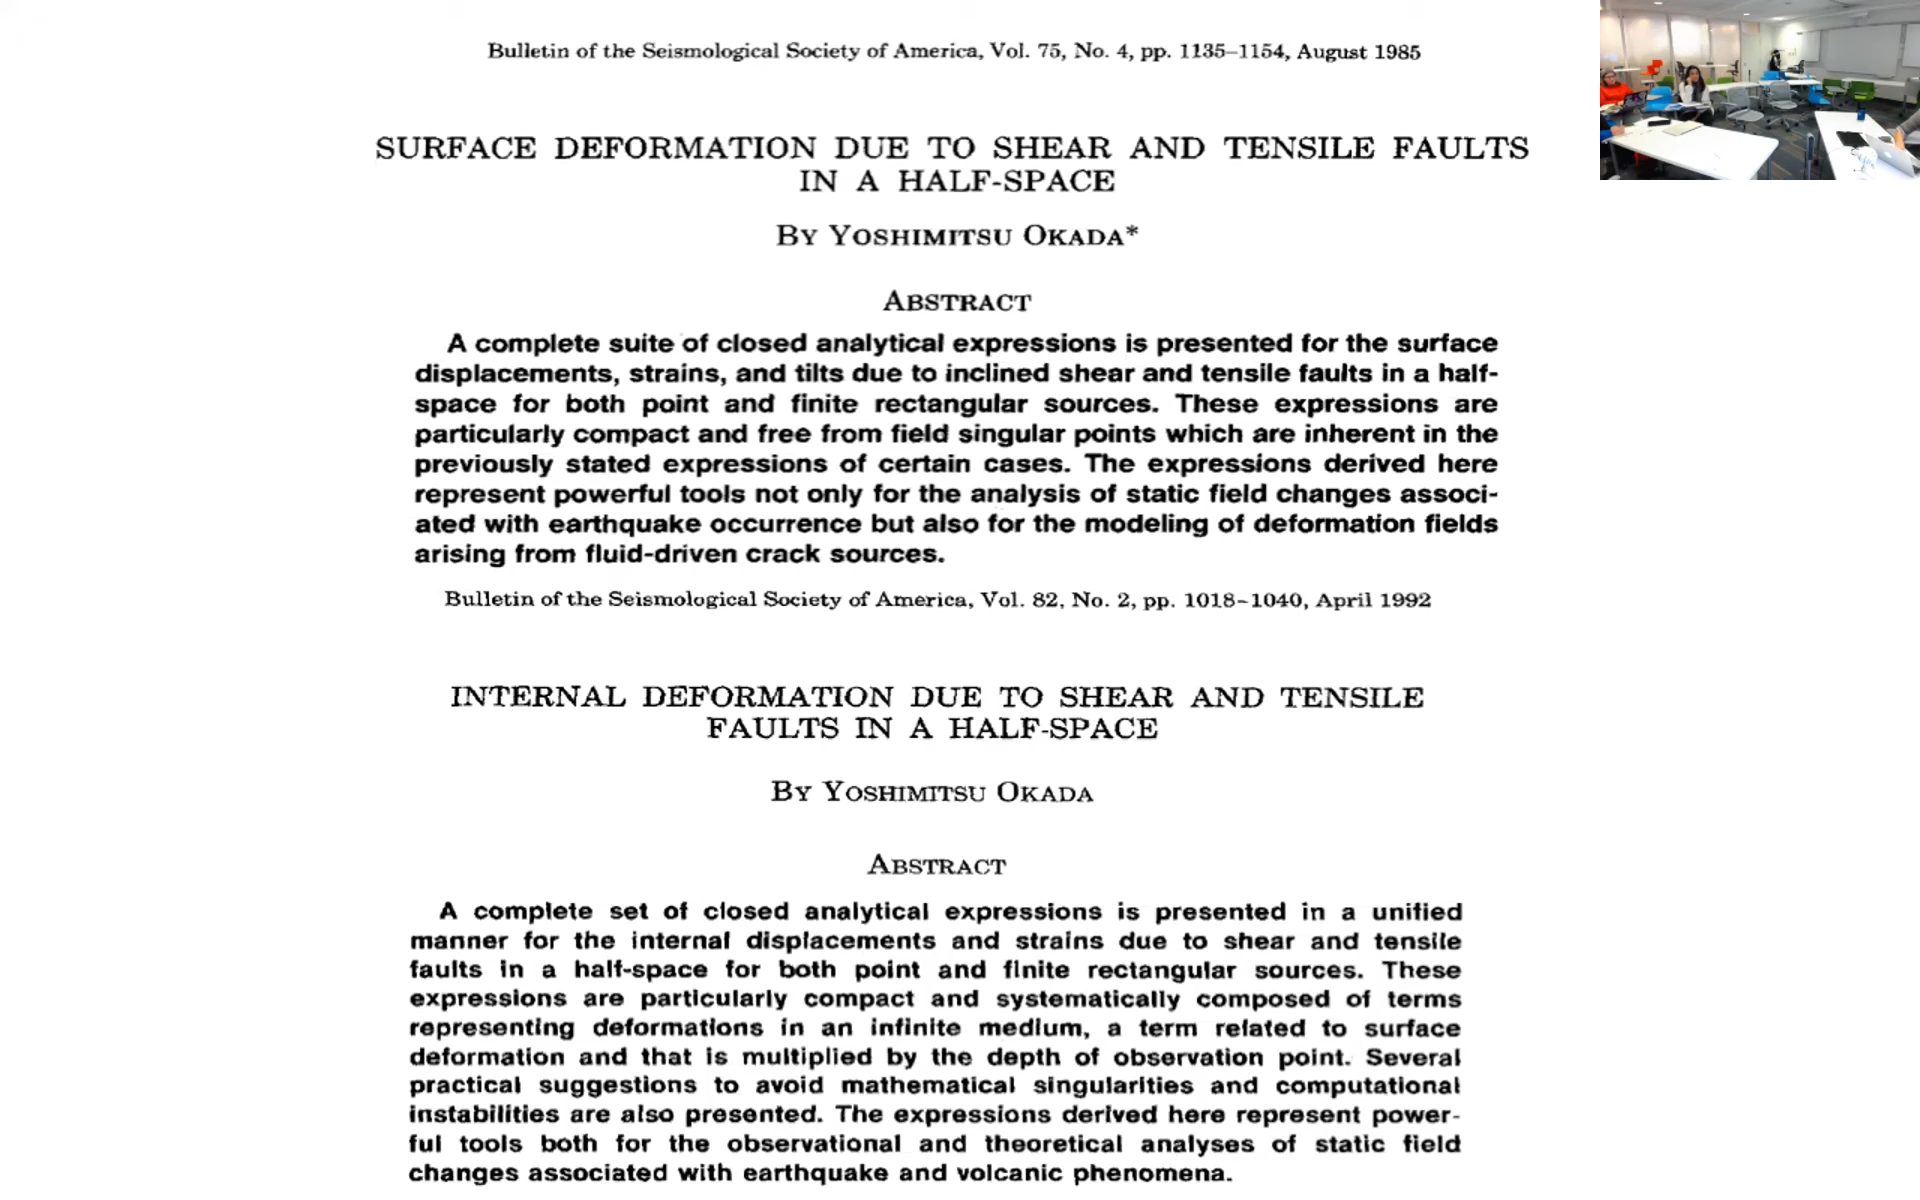 Bulletin of the Seismological Society of America, Vol. 75, No. 4, pp. 1135–1154, August 1985
SURFACE DEFORMATION DUE TO SHEAR AND TENSILE FAULTS
IN A HALF-SPACE
BY YOSHIMITSU OKADA*
ABSTRACT
A complete suite of closed analytical expressions is presented for the surface
displacements, strains, and tilts due to inclined shear and tensile faults in a half-
space for both point and finite rectangular sources. These expressions are
particularly compact and free from field singular points which are inherent in the
previously stated expressions of certain cases. The expressions derived here
represent powerful tools not only for the analysis of static field changes associ-
ated with earthquake occurrence but also for the modeling of deformation fields
arising from fluid-driven crack sources.
Bulletin of the Seismological Society of America, Vol. 82, No. 2, pp. 1018–1040, April 1992
INTERNAL DEFORMATION DUE TO SHEAR AND TENSILE
FAULTS IN A HALF-SPACE
BY YOSHIMITSU OKADA
ABSTRACT
A complete set of closed analytical expressions is presented in a unified
manner for the internal displacements and strains due to shear and tensile
faults in a half-space for both point and finite rectangular sources. These
expressions are particularly compact and systematically composed of terms
representing deformations in an infinite medium, a term related to surface
deformation and that is multiplied by the depth of observation point. Several
practical suggestions to avoid mathematical singularities and computational
instabilities are also presented. The expressions derived here represent power-
ful tools both for the observational and theoretical analyses of static field
changes associated with earthquake and volcanic phenomena.